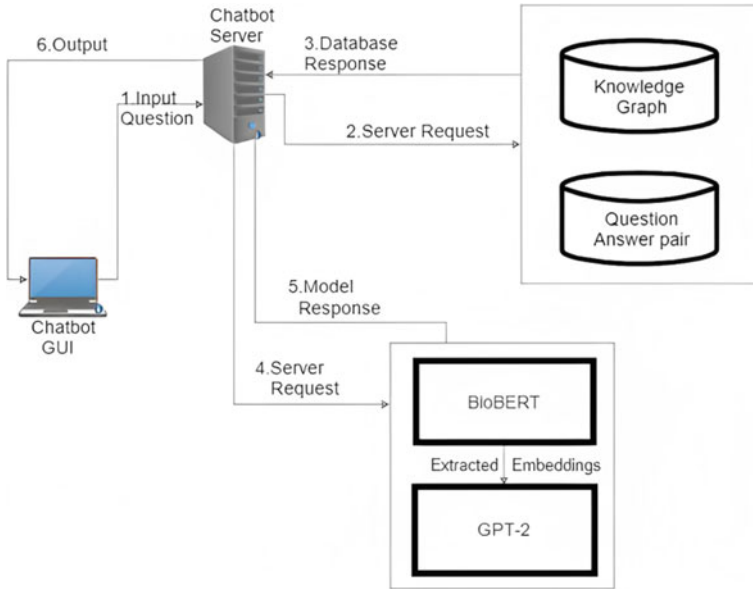 Chatbot
Server
6.Output
3.Database
Response
1.Input
Question
2.Server Request
Knowledge
Graph
Question
Answer pair
Chatbot
GUI
5.Model
Response
4.Server
Request
BloBERT
Extracted Embeddings
GPT-2